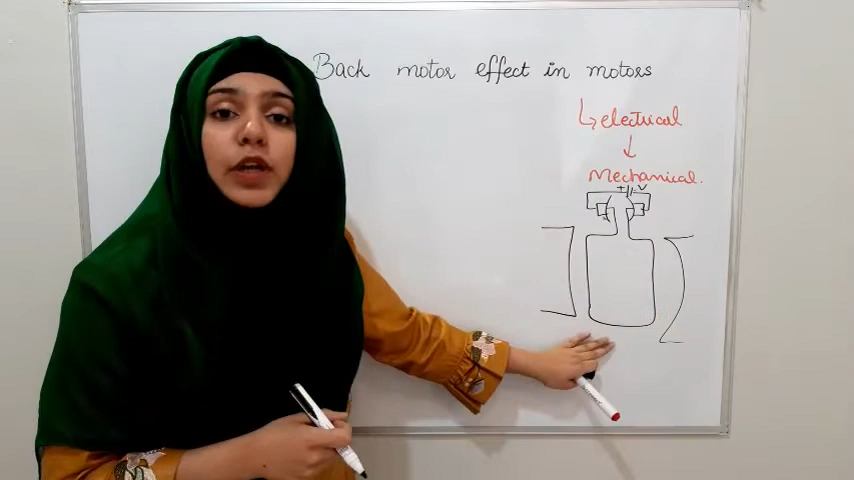 Back motor effect in motors
↳ electrical
↓
Mechanical.
+ - V